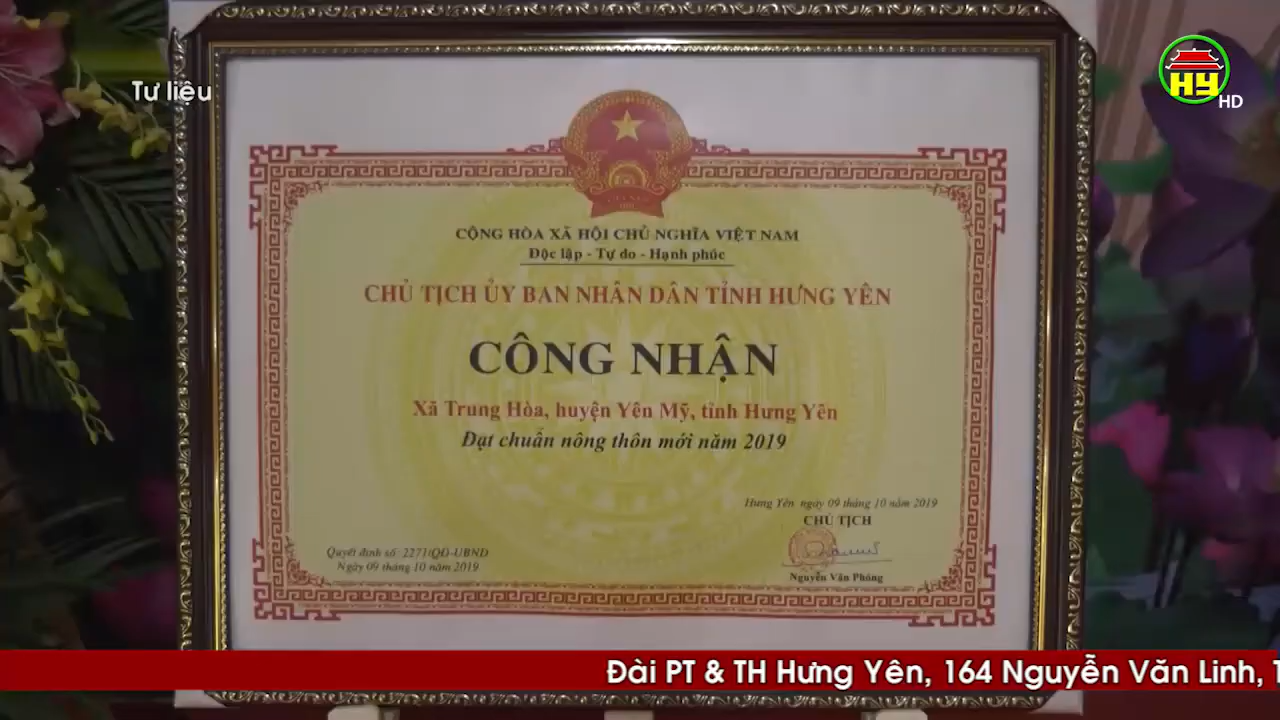 Tư liệu
HY
HD
CỘNG HÒA XÃ HỘI CHỦ NGHĨA VIỆT NAM
Độc lập - Tự do - Hạnh phúc
CHỦ TỊCH ỦY BAN NHÂN DÂN TỈNH HƯNG YÊN
CÔNG NHẬN
Xã Trung Hòa, huyện Yên Mỹ, tỉnh Hưng Yên
Đạt chuẩn nông thôn mới năm 2019
Hưng Yên ngày 09 tháng 10 năm 2019
CHỦ TỊCH
Quyết định số: 2271/QĐ-UBND
Ngày 09 tháng 10 năm 2019
Nguyễn Văn Phóng
Đài PT & TH Hưng Yên, 164 Nguyễn Văn Linh,